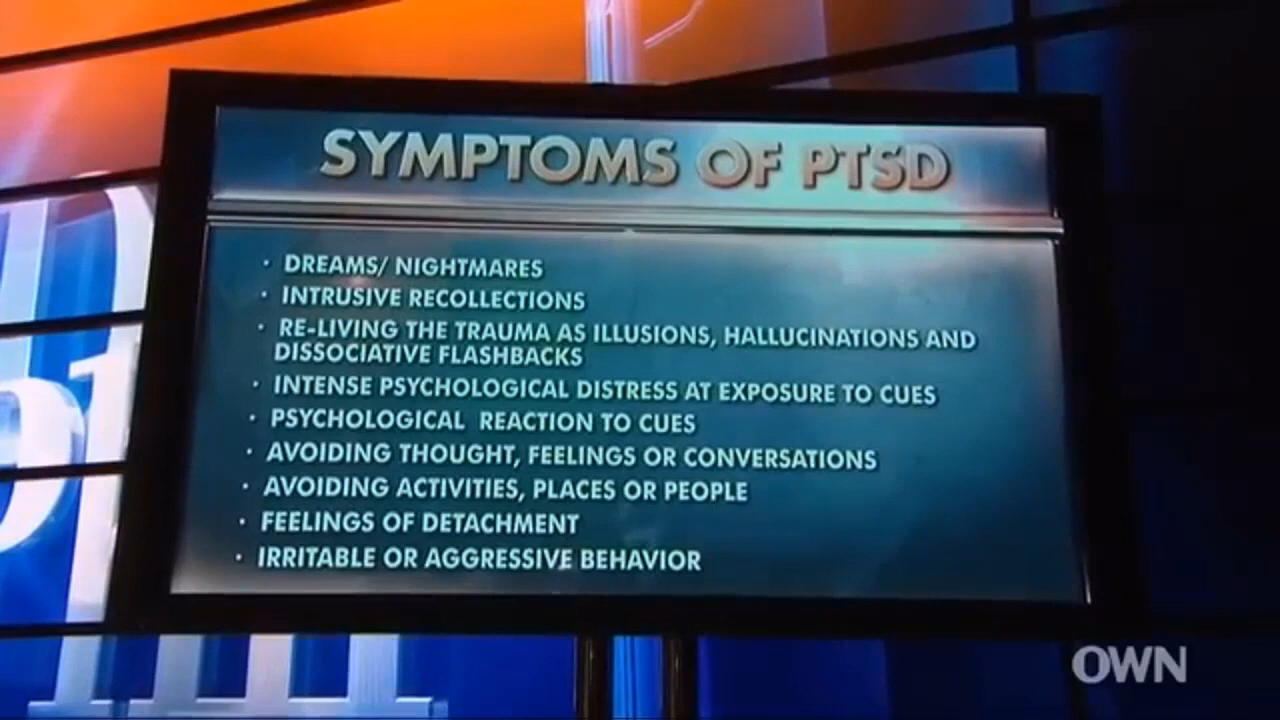 SYMPTOMS OF PTSD
· DREAMS/ NIGHTMARES
· INTRUSIVE RECOLLECTIONS
· RE-LIVING THE TRAUMA AS ILLUSIONS, HALLUCINATIONS AND
DISSOCIATIVE FLASHBACKS
· INTENSE PSYCHOLOGICAL DISTRESS AT EXPOSURE TO CUES
· PSYCHOLOGICAL REACTION TO CUES
· AVOIDING THOUGHT, FEELINGS OR CONVERSATIONS
· AVOIDING ACTIVITIES, PLACES OR PEOPLE
· FEELINGS OF DETACHMENT
· IRRITABLE OR AGGRESSIVE BEHAVIOR
OWN